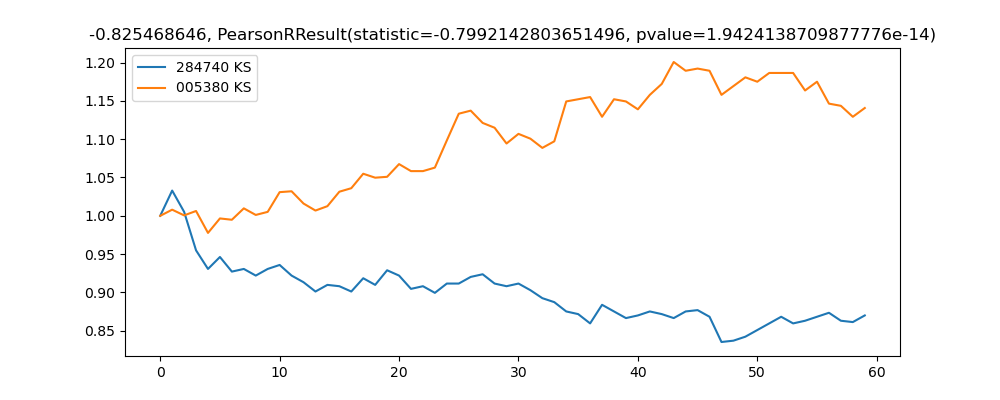 -0.825468646, PearsonRResult(statistic=-0.7992142803651496, pvalue=1.9424138709877776e-14)
284740 KS
005380 KS
1.20
1.15
1.10
1.05
1.00
0.95
0.90
0.85
0 10 20 30 40 50 60